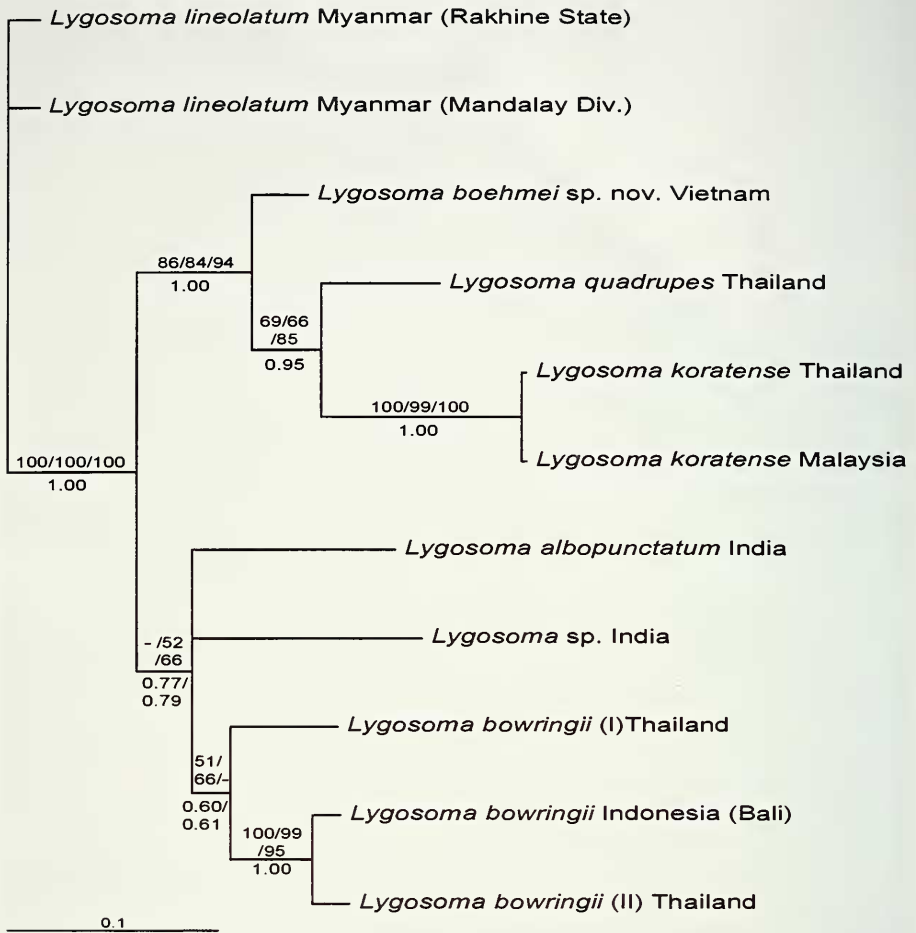 Lygosoma lineolatum Myanmar (Rakhine State)
Lygosoma lineolatum Myanmar (Mandalay Div.)
Lygosoma boehmei sp. nov. Vietnam
86/84/94
1.00
Lygosoma quadrupes Thailand
69/66
/85
0.95
Lygosoma koratense Thailand
100/99/100
1.00
Lygosoma koratense Malaysia
100/100/100
1.00
Lygosoma albopunctatum India
Lygosoma sp. India
-/52
/66
0.77/
0.79
Lygosoma bowringii (I)Thailand
51/
66/-
0.60/
0.61
Lygosoma bowringii Indonesia (Bali)
100/99
/95
1.00
Lygosoma bowringii (II) Thailand
0.1